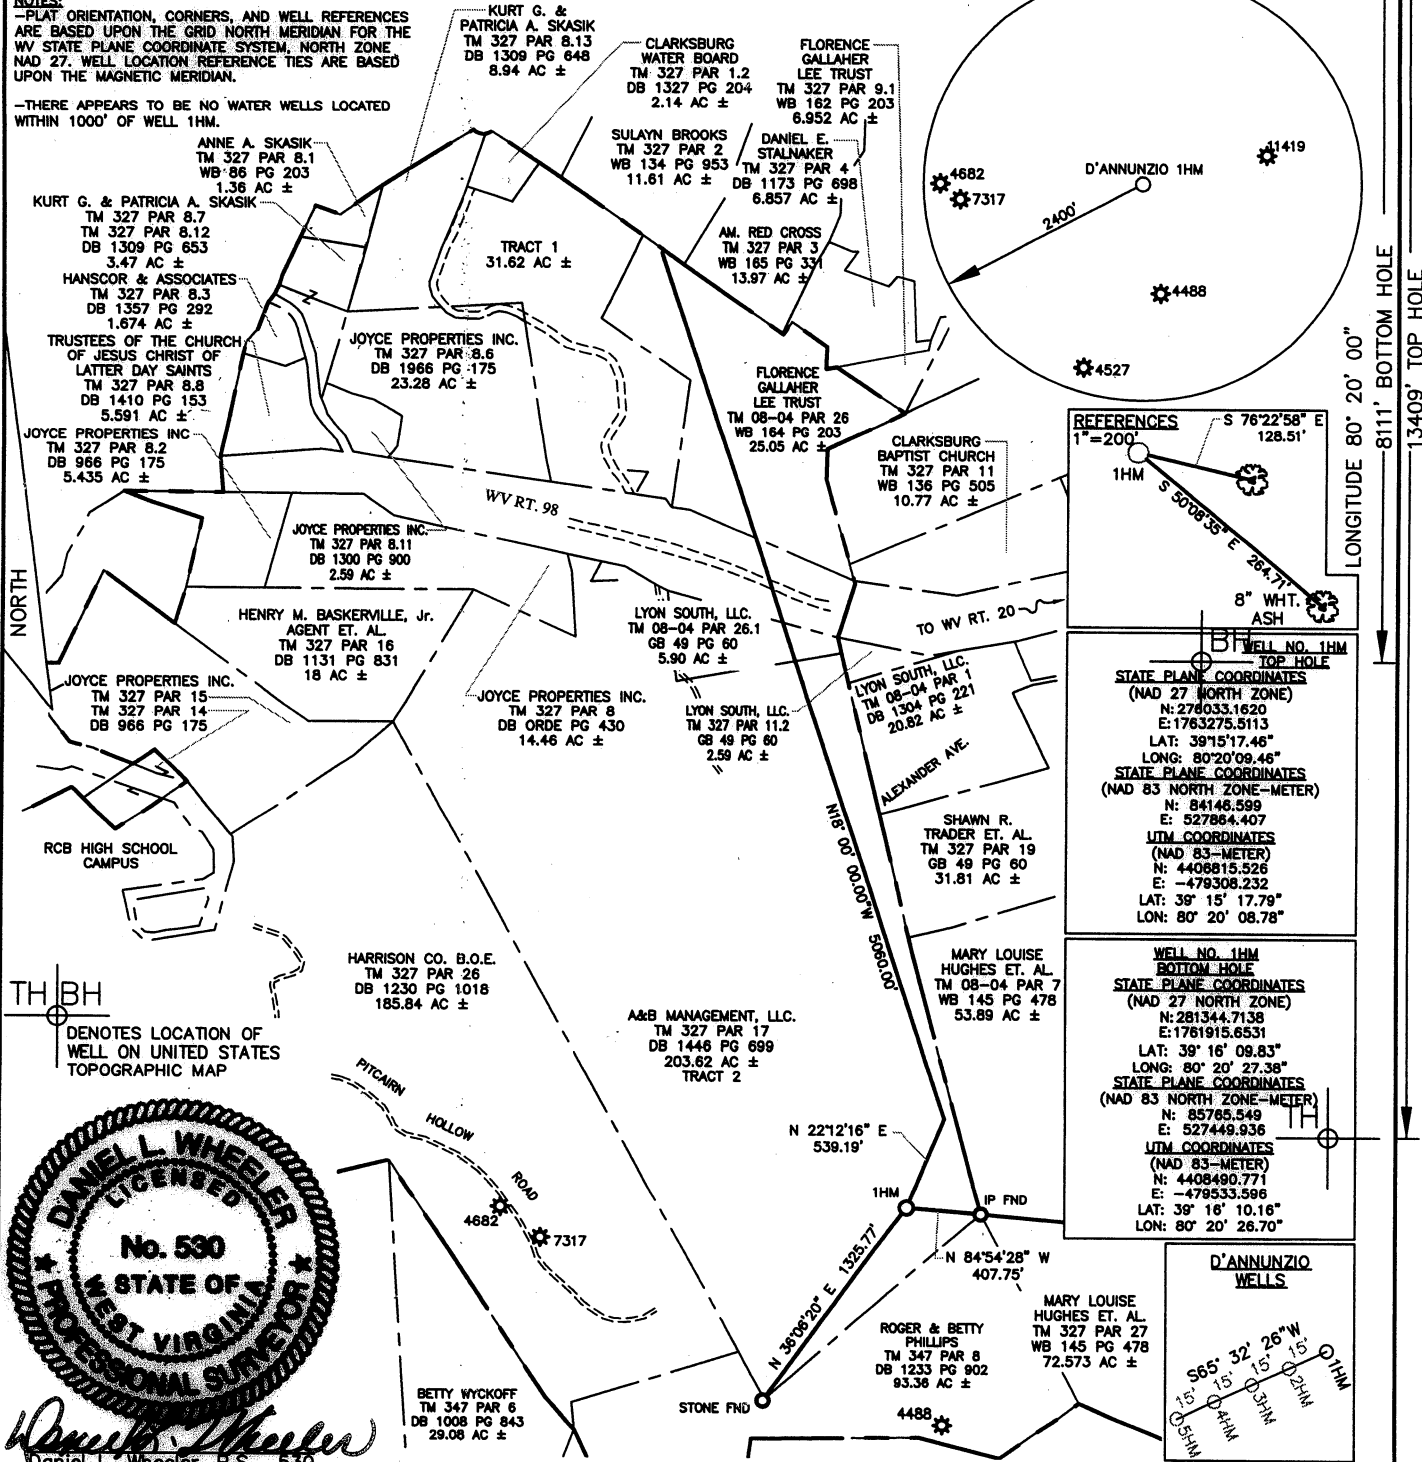 NOTES:
-PLAT ORIENTATION, CORNERS, AND WELL REFERENCES
ARE BASED UPON THE GRID NORTH MERIDIAN FOR THE
WV STATE PLANE COORDINATE SYSTEM, NORTH ZONE
NAD 27. WELL LOCATION REFERENCE TIES ARE BASED
UPON THE MAGNETIC MERIDIAN.
-THERE APPEARS TO BE NO WATER WELLS LOCATED
WITHIN 1000' OF WELL 1HM.
KURT G. &
PATRICIA A. SKASIK
TM 327 PAR 8.13
DB 1309 PG 648
8.94 AC ±
CLARKSBURG
WATER BOARD
TM 327 PAR 1.2
DB 1327 PG 204
2.14 AC ±
FLORENCE
GALLAHER
LEE TRUST
TM 327 PAR 9.1
WB 162 PG 203
6.952 AC ±
ANNE A. SKASIK
TM 327 PAR 8.1
WB 86 PG 203
1.36 AC ±
SULAYN BROOKS
TM 327 PAR 2
WB 134 PG 953
11.61 AC ±
DANIEL E.
STALNAKER
TM 327 PAR 4
DB 1173 PG 698
6.857 AC ±
KURT G. & PATRICIA A. SKASIK
TM 327 PAR 8.7
TM 327 PAR 8.12
DB 1309 PG 653
3.47 AC ±
AM. RED CROSS
TM 327 PAR 3
WB 165 PG 331
13.97 AC ±
TRACT 1
31.62 AC ±
HANSCOR & ASSOCIATES
TM 327 PAR 8.3
DB 1357 PG 292
1.674 AC ±
Z
TRUSTEES OF THE CHURCH
OF JESUS CHRIST OF
LATTER DAY SAINTS
TM 327 PAR 8.8
DB 1410 PG 153
5.591 AC ±
JOYCE PROPERTIES INC.
TM 327 PAR 8.6
DB 1966 PG 175
23.28 AC ±
FLORENCE
GALLAHER
LEE TRUST
TM 08-04 PAR 26
WB 164 PG 203
25.05 AC ±
JOYCE PROPERTIES INC
TM 327 PAR 8.2
DB 966 PG 175
5.435 AC ±
CLARKSBURG
BAPTIST CHURCH
TM 327 PAR 11
WB 136 PG 505
10.77 AC ±
4682
7317
D'ANNUNZIO 1HM
11419
2400'
4488
4527
LONGITUDE 80° 20' 00"
8111' BOTTOM HOLE
13409' TOP HOLE
REFERENCES
1"=200'
S 76°22'58" E
128.51'
1HM
S 50°08'35" E 264.71'
8" WHT.
ASH
WV RT. 98
JOYCE PROPERTIES INC.
TM 327 PAR 8.11
DB 1300 PG 900
2.59 AC ±
NORTH
HENRY M. BASKERVILLE, Jr.
AGENT ET. AL.
TM 327 PAR 16
DB 1131 PG 831
18 AC ±
LYON SOUTH, LLC.
TM 08-04 PAR 26.1
GB 49 PG 60
5.90 AC ±
TO WV RT. 20
LYON SOUTH, LLC.
TM 08-04 PAR 1
DB 1304 PG 221
20.82 AC ±
JOYCE PROPERTIES INC.
TM 327 PAR 15
TM 327 PAR 14
DB 966 PG 175
JOYCE PROPERTIES INC.
TM 327 PAR 8
DB ORDE PG 430
14.46 AC ±
LYON SOUTH, LLC.
TM 327 PAR 11.2
GB 49 PG 60
2.59 AC ±
ALEXANDER AVE.
RCB HIGH SCHOOL
CAMPUS
N18° 00' 00.00"W 5060.00'
SHAWN R.
TRADER ET. AL.
TM 327 PAR 19
GB 49 PG 60
31.81 AC ±
BH
WELL NO. 1HM
TOP HOLE
STATE PLANE COORDINATES
(NAD 27 NORTH ZONE)
N:276033.1620
E:1763275.5113
LAT: 39°15'17.46"
LONG: 80°20'09.46"
STATE PLANE COORDINATES
(NAD 83 NORTH ZONE-METER)
N: 84146.599
E: 527864.407
UTM COORDINATES
(NAD 83-METER)
N: 4406815.526
E: -479308.232
LAT: 39° 15' 17.79"
LON: 80° 20' 08.78"
WELL NO. 1HM
BOTTOM HOLE
STATE PLANE COORDINATES
(NAD 27 NORTH ZONE)
N:281344.7138
E:1761915.6531
LAT: 39° 16' 09.83"
LONG: 80° 20' 27.38"
STATE PLANE COORDINATES
(NAD 83 NORTH ZONE-METER)
N: 85765.549
E: 527449.936
UTM COORDINATES
(NAD 83-METER)
N: 4408490.771
E: -479533.596
LAT: 39° 16' 10.16"
LON: 80° 20' 26.70"
TH
HARRISON CO. B.O.E.
TM 327 PAR 26
DB 1230 PG 1018
185.84 AC ±
MARY LOUISE
HUGHES ET. AL.
TM 08-04 PAR 7
WB 145 PG 478
53.89 AC ±
TH BH
DENOTES LOCATION OF
WELL ON UNITED STATES
TOPOGRAPHIC MAP
A&B MANAGEMENT, LLC.
TM 327 PAR 17
DB 1446 PG 699
203.62 AC ±
TRACT 2
PITCAIRN HOLLOW ROAD
N 22°12'16" E
539.19'
DANIEL L. WHEELER
LICENSED
No. 530
STATE OF
WEST VIRGINIA
PROFESSIONAL SURVEYOR
4682
7317
1HM
IP FND
N 84°54'28" W
407.75'
N 36°06'20" E 1325.77'
STONE FND
ROGER & BETTY
PHILLIPS
TM 347 PAR 8
DB 1233 PG 902
93.36 AC ±
MARY LOUISE
HUGHES ET. AL.
TM 327 PAR 27
WB 145 PG 478
72.573 AC ±
BETTY WYCKOFF
TM 347 PAR 6
DB 1008 PG 843
29.08 AC ±
4488
D'ANNUNZIO
WELLS
S65° 32' 26"W
15' 15' 15' 15'
5HM 4HM 3HM 2HM 1HM
Daniel L. Wheeler
Daniel L. Wheeler P.S. 530